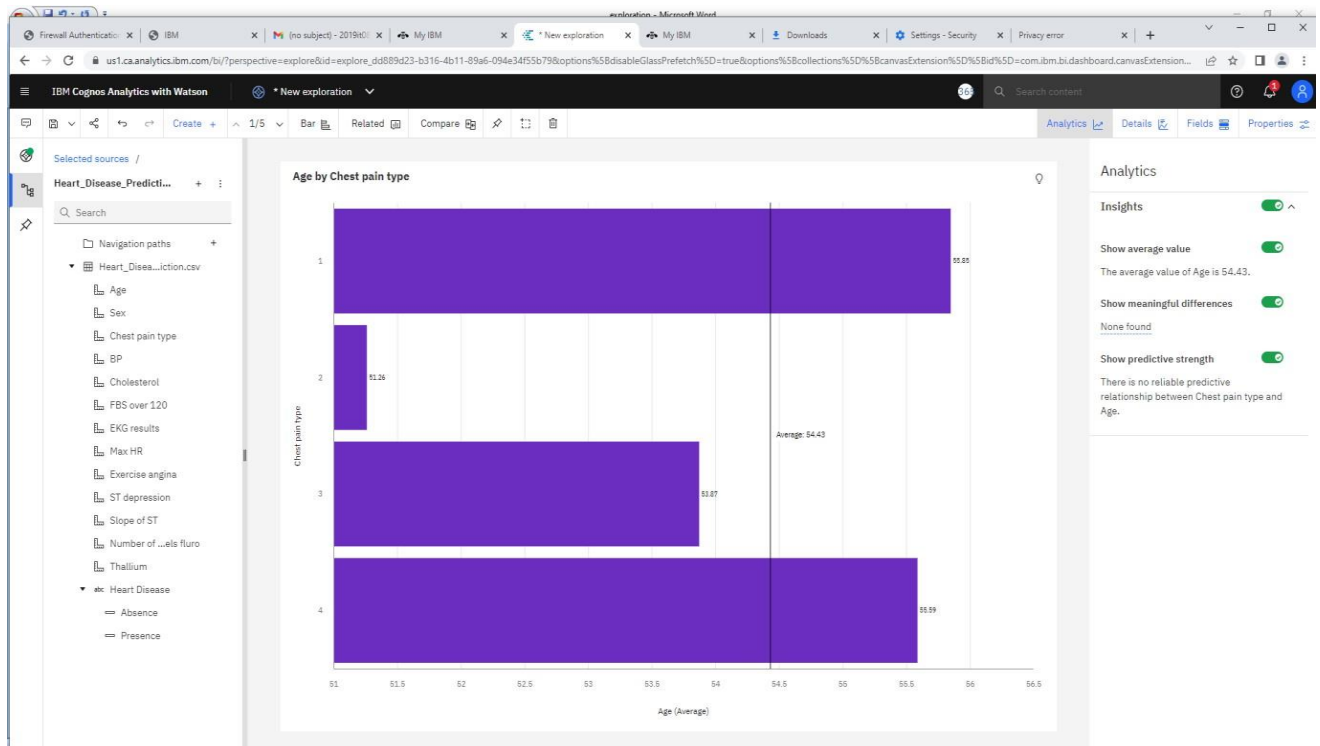 exploration - Microsoft Word
Firewall Authenticatio x IBM x (no subject) - 2019it0 x My IBM x * New exploration x My IBM x Downloads x Settings - Security x Privacy error x +
us1.ca.analytics.ibm.com/bi/?perspective=explore&id=explore_dd889d23-b316-4b11-89a6-094e34f55b79&options%5BdisableGlassPrefetch%5D=true&options%5Bcollections%5D%5BcanvasExtension%5D%5Bid%5D=com.ibm.bi.dashboard.canvasExtension...
IBM Cognos Analytics with Watson * New exploration 365 Search content 1
Create + 1/5 Bar Related Compare Analytics Details Fields Properties
Selected sources /
Heart_Disease_Predicti... +
Search
Navigation paths +
Heart_Disea...iction.csv
Age
Sex
Chest pain type
BP
Cholesterol
FBS over 120
EKG results
Max HR
Exercise angina
ST depression
Slope of ST
Number of ...els fluro
Thallium
abc Heart Disease
Absence
Presence
Age by Chest pain type
Chest pain type
1 55.85
2 51.26
Average: 54.43
3 53.87
4 55.59
51 51.5 52 52.5 53 53.5 54 54.5 55 55.5 56 56.5
Age (Average)
Analytics
Insights
Show average value
The average value of Age is 54.43.
Show meaningful differences
None found
Show predictive strength
There is no reliable predictive
relationship between Chest pain type and
Age.